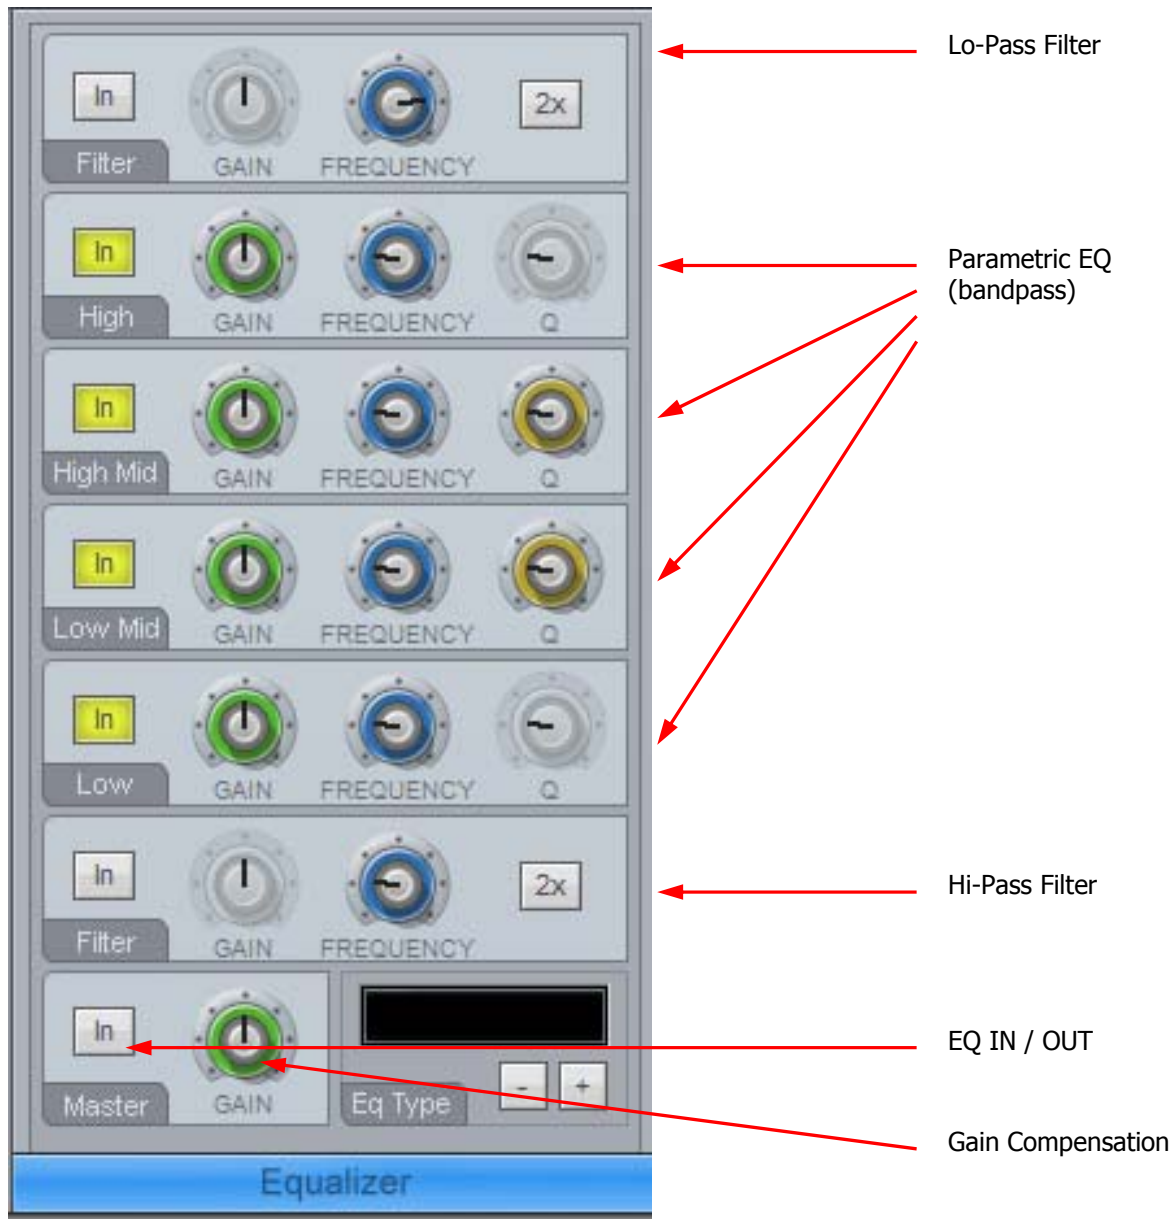 In
2x
Filter
GAIN
FREQUENCY
Lo-Pass Filter
In
High
GAIN
FREQUENCY
Q
Parametric EQ
(bandpass)
In
High Mid
GAIN
FREQUENCY
Q
In
Low Mid
GAIN
FREQUENCY
Q
In
Low
GAIN
FREQUENCY
Q
In
2x
Filter
GAIN
FREQUENCY
Hi-Pass Filter
In
Master
GAIN
Eq Type
-
+
EQ IN / OUT
Gain Compensation
Equalizer